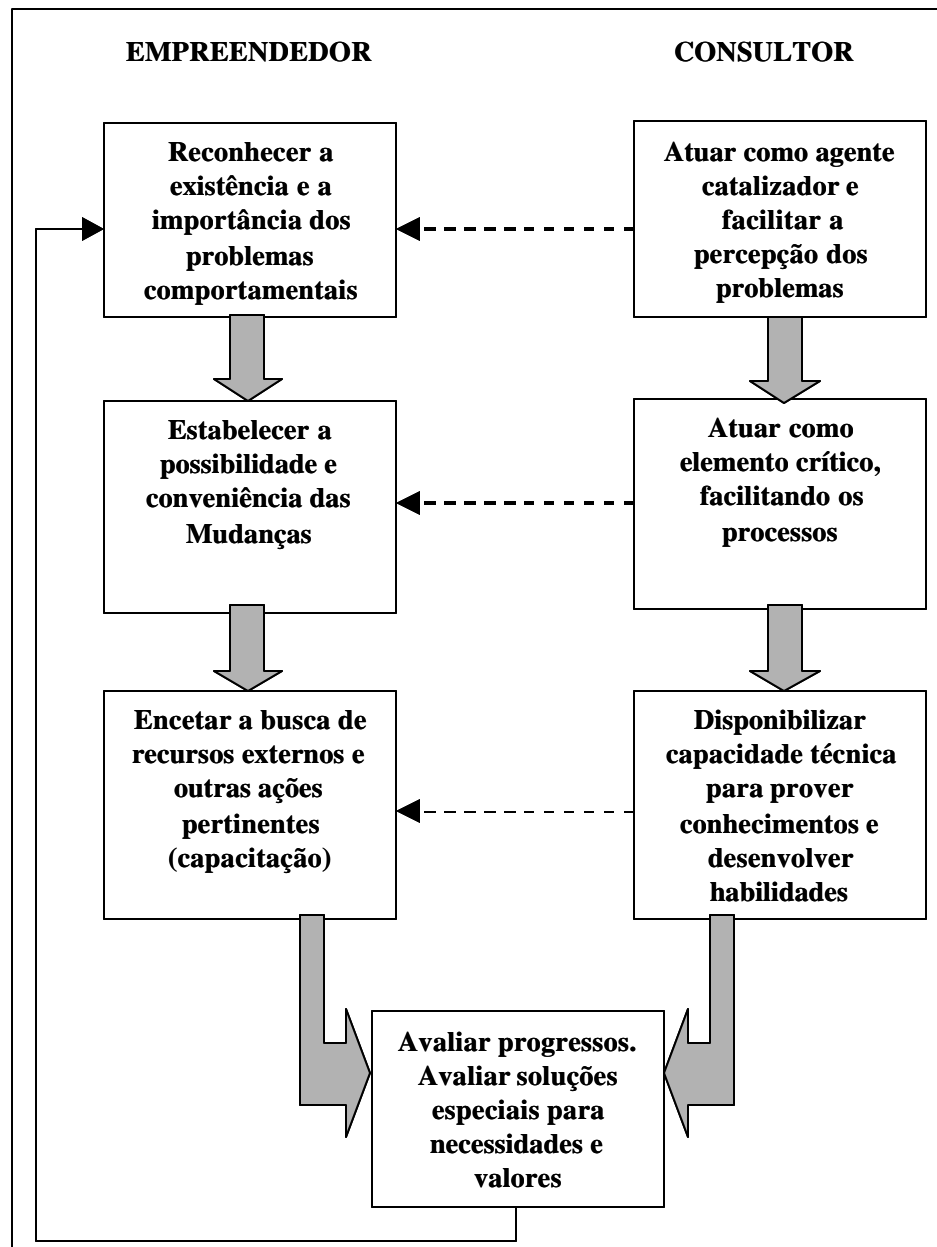 EMPREENDEDOR
CONSULTOR
Reconhecer a
existência e a
importância dos
problemas
comportamentais
Atuar como agente
catalizador e
facilitar a
percepção dos
problemas
Estabelecer a
possibilidade e
conveniência das
Mudanças
Atuar como
elemento crítico,
facilitando os
processos
Encetar a busca de
recursos externos e
outras ações
pertinentes
(capacitação)
Disponibilizar
capacidade técnica
para prover
conhecimentos e
desenvolver
habilidades
Avaliar progressos.
Avaliar soluções
especiais para
necessidades e
valores